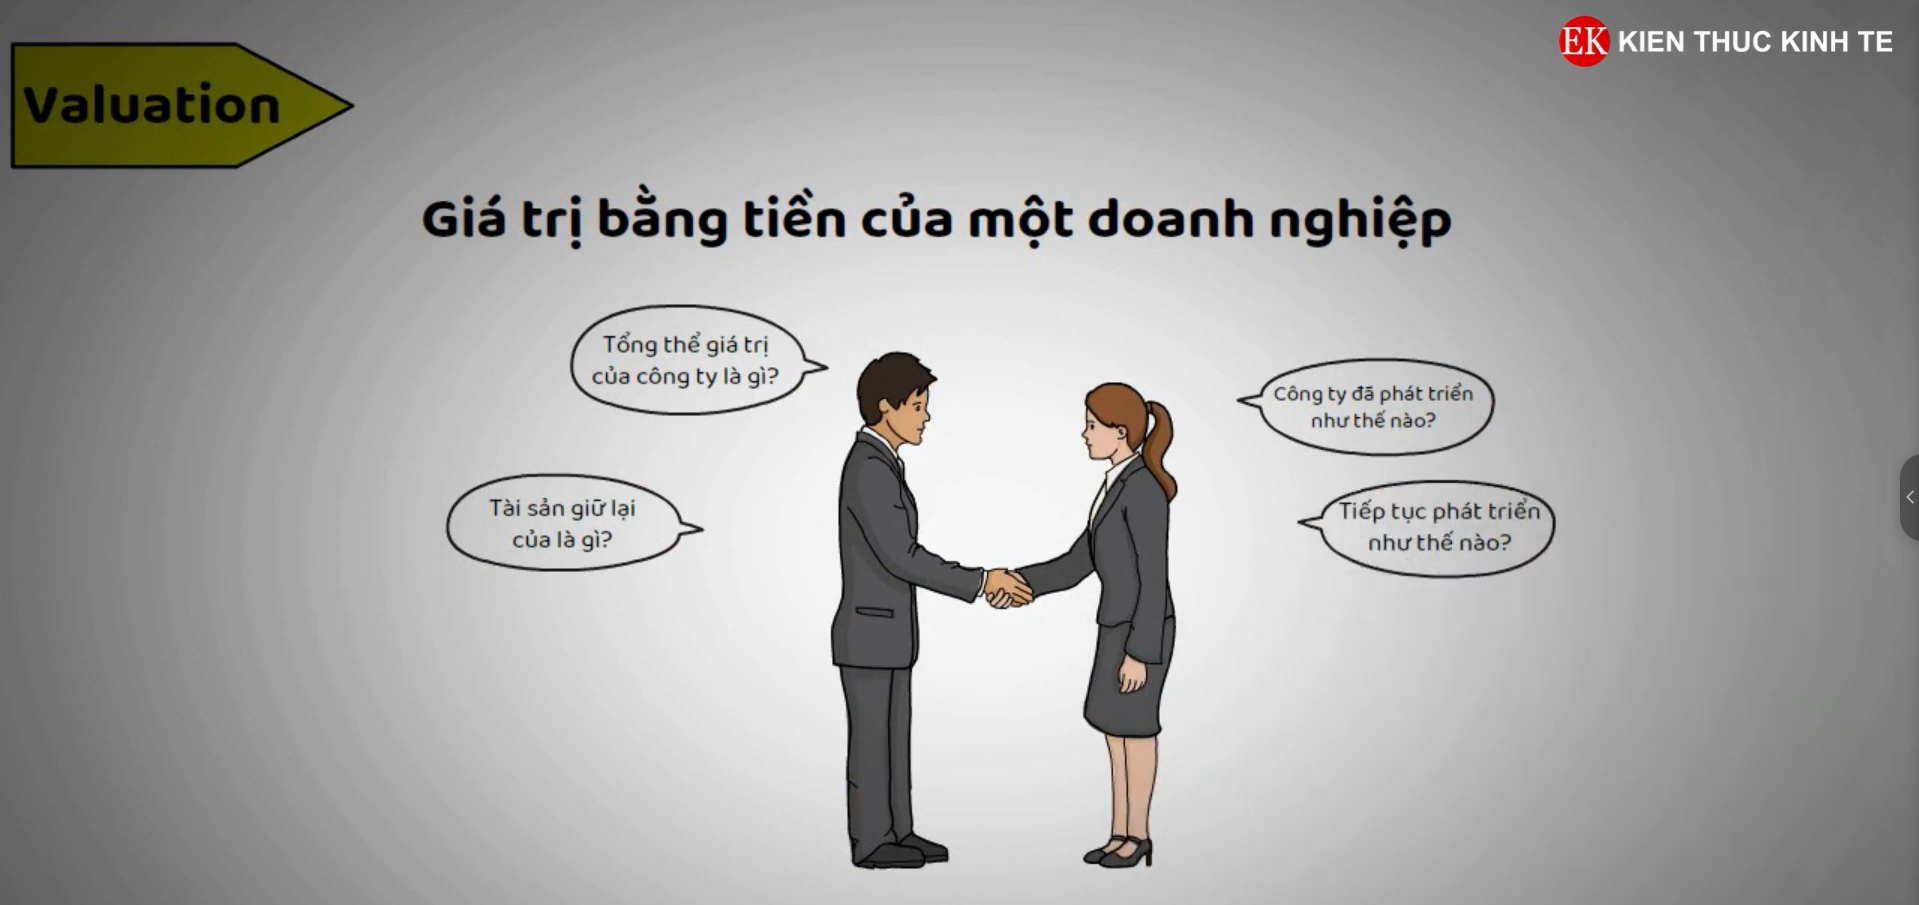 EK KIEN THUC KINH TE
Valuation
Giá trị bằng tiền của một doanh nghiệp
Tổng thể giá trị
của công ty là gì?
Công ty đã phát triển
như thế nào?
Tài sản giữ lại
của là gì?
Tiếp tục phát triển
như thế nào?